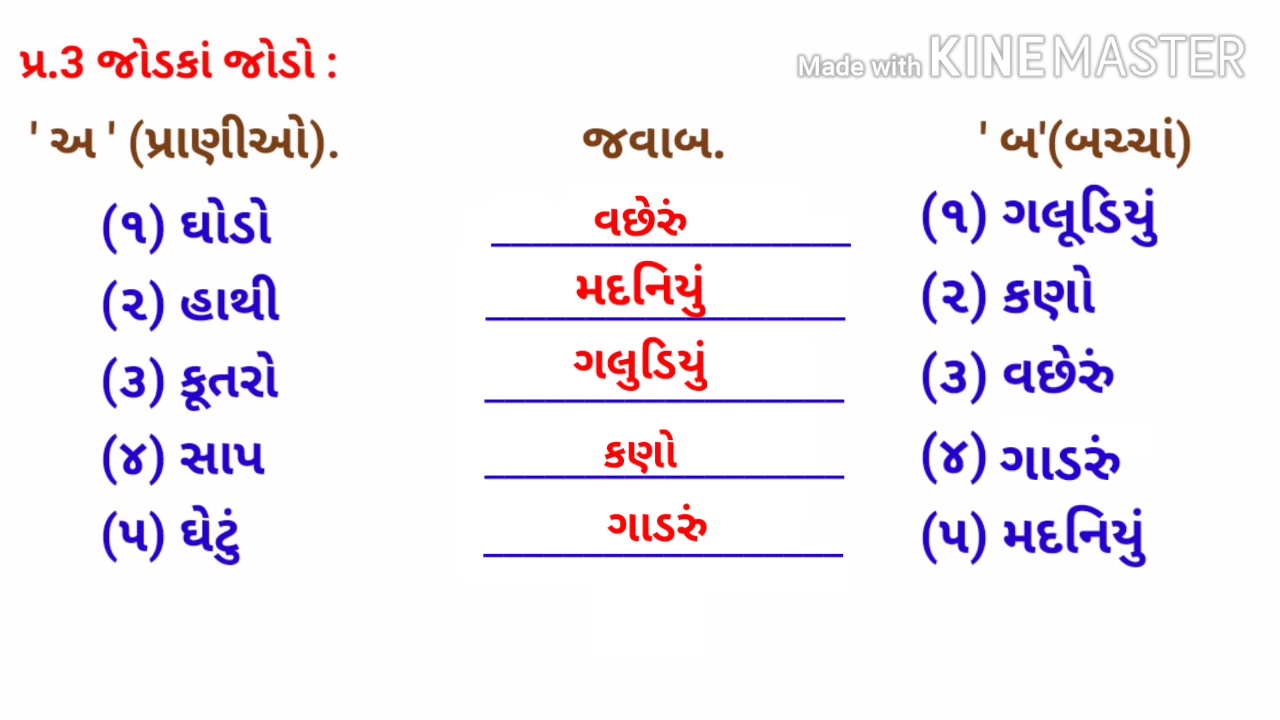 પ્ર.3 જોડકાં જોડો :
Made with KINEMASTER
' અ ' (પ્રાણીઓ). જવાબ. ' બ'(બચ્ચાં)
(૧) ઘોડો વછેરું (૧) ગલૂડિયું
(૨) હાથી મદનિયું (૨) કણો
(૩) કૂતરો ગલુડિયું (૩) વછેરું
(૪) સાપ કણો (૪) ગાડરું
(૫) ઘેટું ગાડરું (૫) મદનિયું